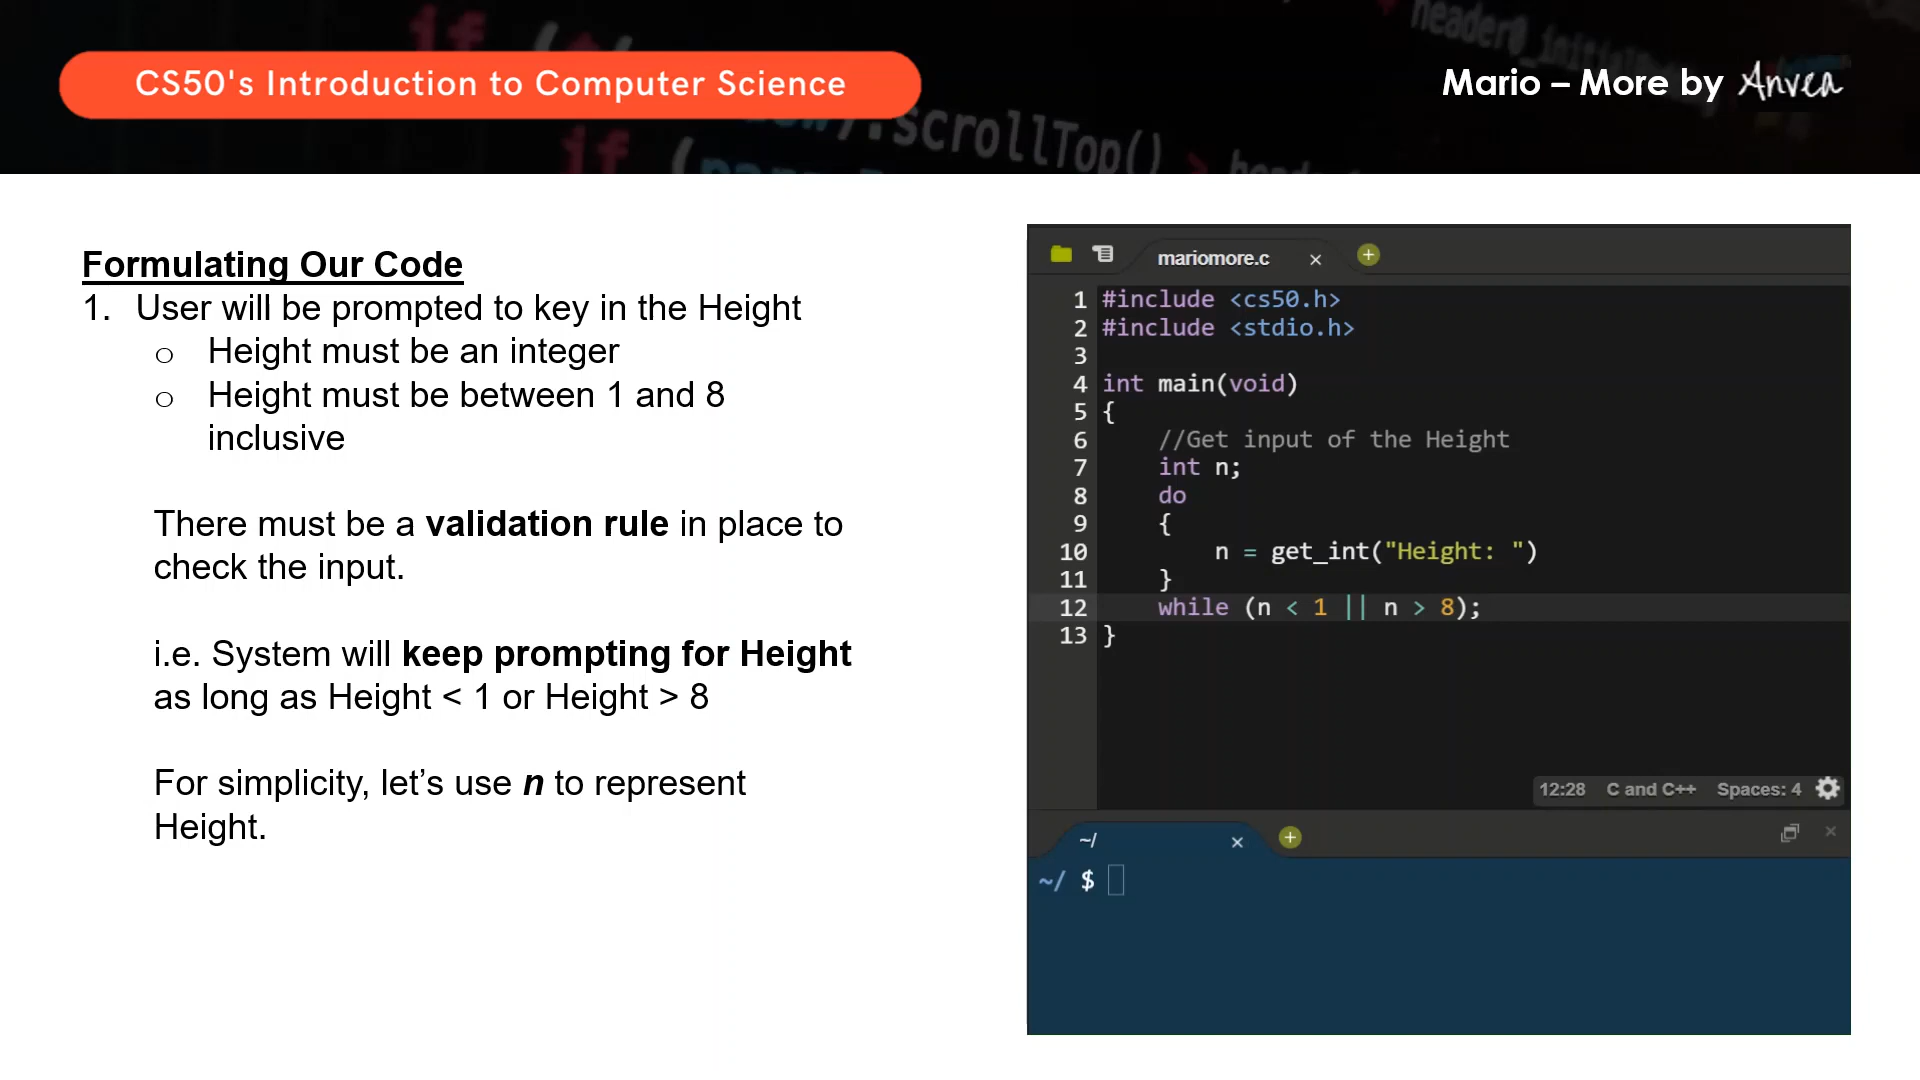 if (
header@_initial
CS50's Introduction to Computer Science
Mario – More by Anvea
.scrollTop() >
if (
Formulating Our Code
1. User will be prompted to key in the Height
o Height must be an integer
o Height must be between 1 and 8
inclusive
There must be a validation rule in place to
check the input.
i.e. System will keep prompting for Height
as long as Height < 1 or Height > 8
For simplicity, let’s use n to represent
Height.
mariomore.c ×
1 #include <cs50.h>
2 #include <stdio.h>
3
4 int main(void)
5 {
6 //Get input of the Height
7 int n;
8 do
9 {
10 n = get_int("Height: ")
11 }
12 while (n < 1 || n > 8);
13 }
12:28 C and C++ Spaces: 4
~/ ×
~/ $